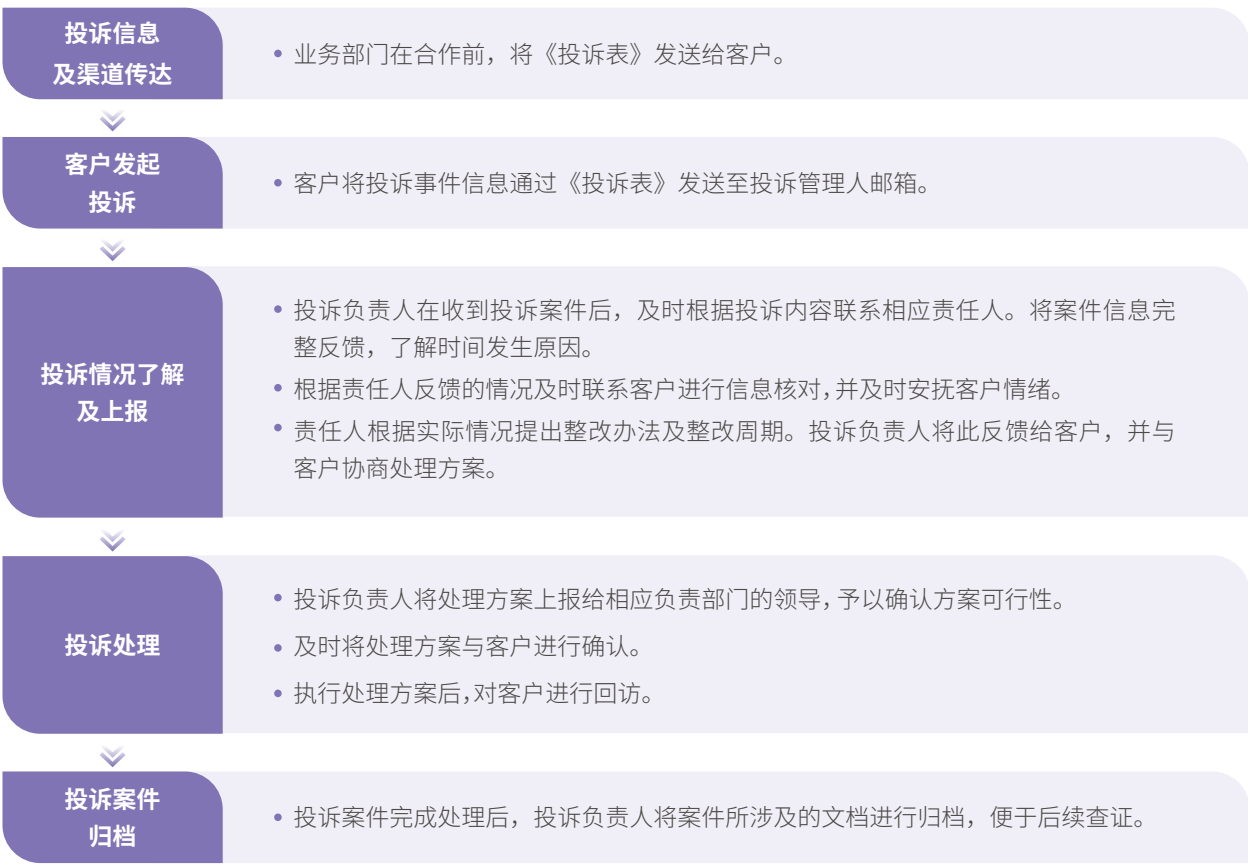 投诉信息
及渠道传达
• 业务部门在合作前，将《投诉表》发送给客户。
客户发起
投诉
• 客户将投诉事件信息通过《投诉表》发送至投诉管理人邮箱。
投诉情况了解
及上报
• 投诉负责人在收到投诉案件后，及时根据投诉内容联系相应责任人。将案件信息完
整反馈，了解时间发生原因。
• 根据责任人反馈的情况及时联系客户进行信息核对，并及时安抚客户情绪。
• 责任人根据实际情况提出整改办法及整改周期。投诉负责人将此反馈给客户，并与
客户协商处理方案。
投诉处理
• 投诉负责人将处理方案上报给相应负责部门的领导，予以确认方案可行性。
• 及时将处理方案与客户进行确认。
• 执行处理方案后，对客户进行回访。
投诉案件
归档
• 投诉案件完成处理后，投诉负责人将案件所涉及的文档进行归档，便于后续查证。